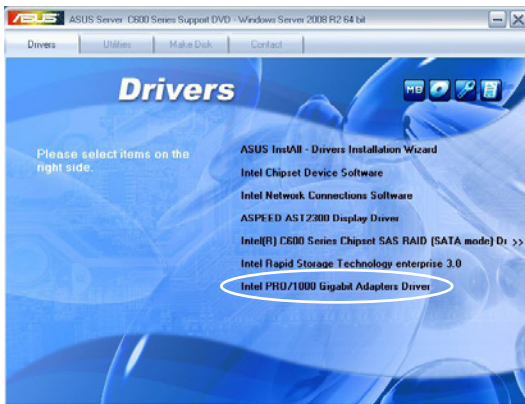 ASUS ASUS Server C600 Series Support DVD - Windows Server 2008 R2 64 bit
Drivers Utilities Make Disk Contact
Drivers
MB
Please select items on the
right side.
ASUS InstAll - Drivers Installation Wizard
Intel Chipset Device Software
Intel Network Connections Software
ASPEED AST2300 Display Driver
Intel(R) C600 Series Chipset SAS RAID (SATA mode) Dr >>
Intel Rapid Storage Technology enterprise 3.0
Intel PRO/1000 Gigabit Adapters Driver